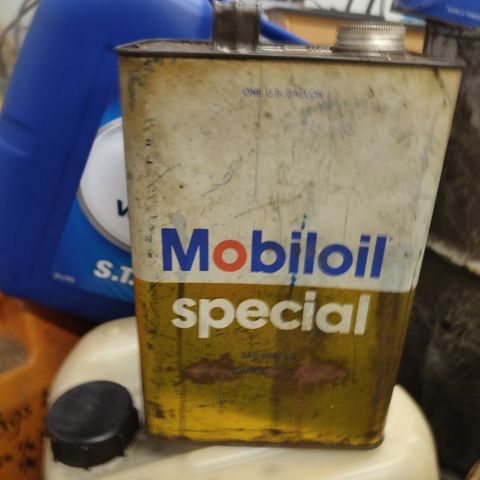 ONE U.S. GALLON
Mobiloil
special
S.T.